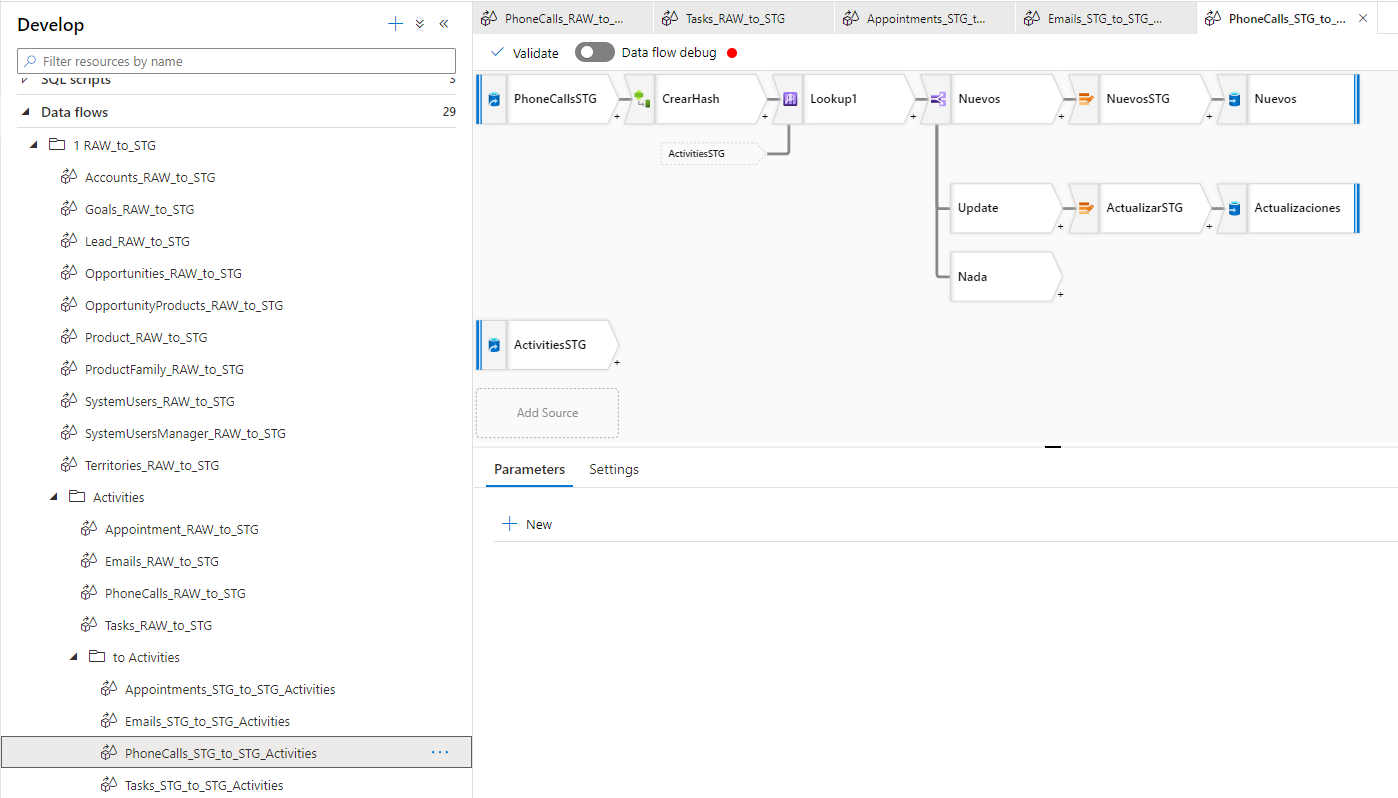 Develop
Filter resources by name
SQL scripts 3
Data flows 29
1 RAW_to_STG
Accounts_RAW_to_STG
Goals_RAW_to_STG
Lead_RAW_to_STG
Opportunities_RAW_to_STG
OpportunityProducts_RAW_to_STG
Product_RAW_to_STG
ProductFamily_RAW_to_STG
SystemUsers_RAW_to_STG
SystemUsersManager_RAW_to_STG
Territories_RAW_to_STG
Activities
Appointment_RAW_to_STG
Emails_RAW_to_STG
PhoneCalls_RAW_to_STG
Tasks_RAW_to_STG
to Activities
Appointments_STG_to_STG_Activities
Emails_STG_to_STG_Activities
PhoneCalls_STG_to_STG_Activities ...
Tasks_STG_to_STG_Activities
PhoneCalls_RAW_to_... Tasks_RAW_to_STG Appointments_STG_t... Emails_STG_to_STG_... PhoneCalls_STG_to_...
Validate Data flow debug
PhoneCallsSTG CrearHash Lookup1 Nuevos NuevosSTG Nuevos
ActivitiesSTG
Update ActualizarSTG Actualizaciones
Nada
ActivitiesSTG
Add Source
Parameters Settings
New